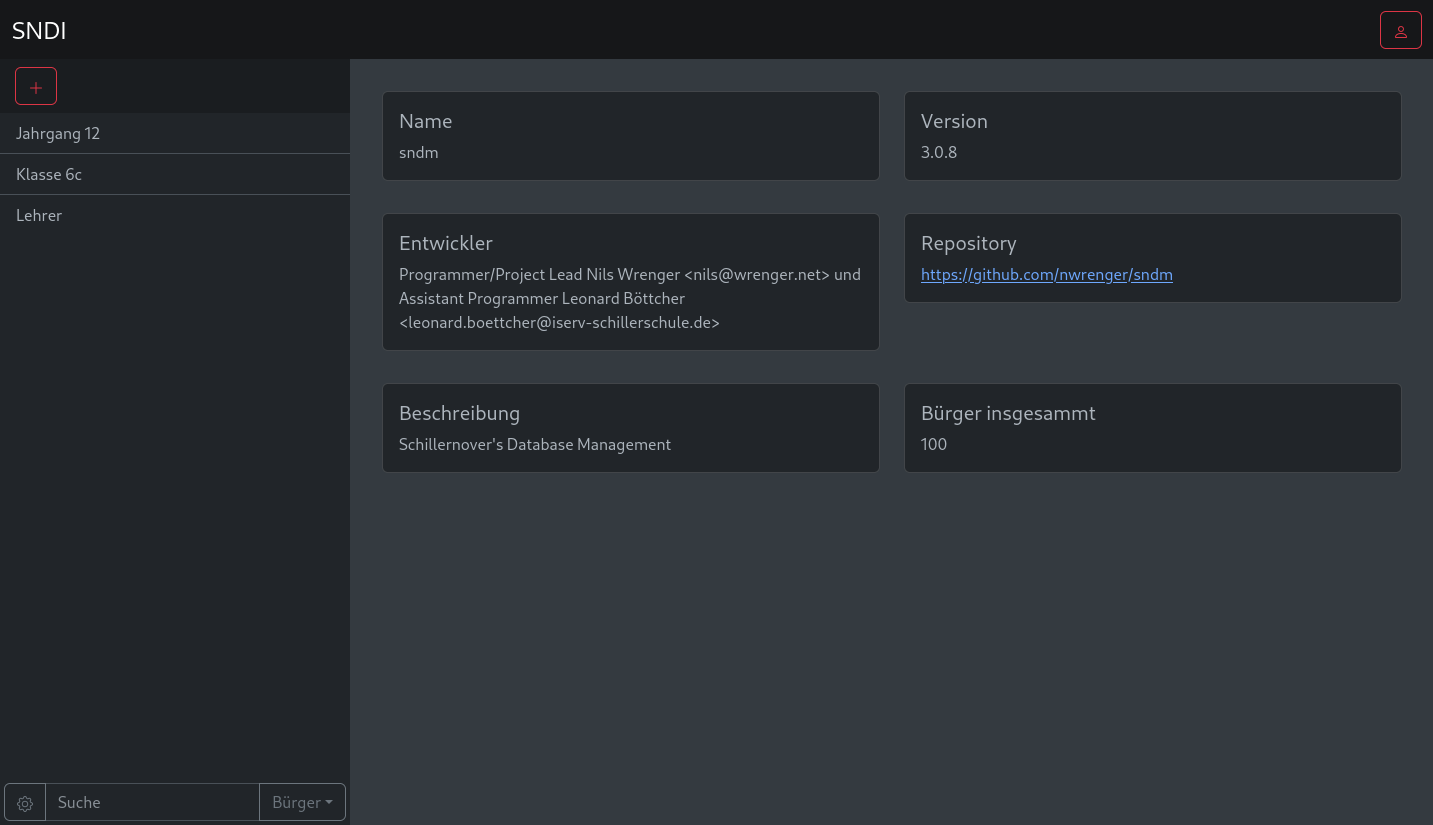 SNDI
Jahrgang 12
Klasse 6c
Lehrer
Name
sndm
Version
3.0.8
Entwickler
Programmer/Project Lead Nils Wrenger <nils@wrenger.net> und
Assistant Programmer Leonard Böttcher
<leonard.boettcher@iserv-schillerschule.de>
Repository
https://github.com/nwrenger/sndm
Beschreibung
Schillernover's Database Management
Bürger insgesammt
100
Suche
Bürger